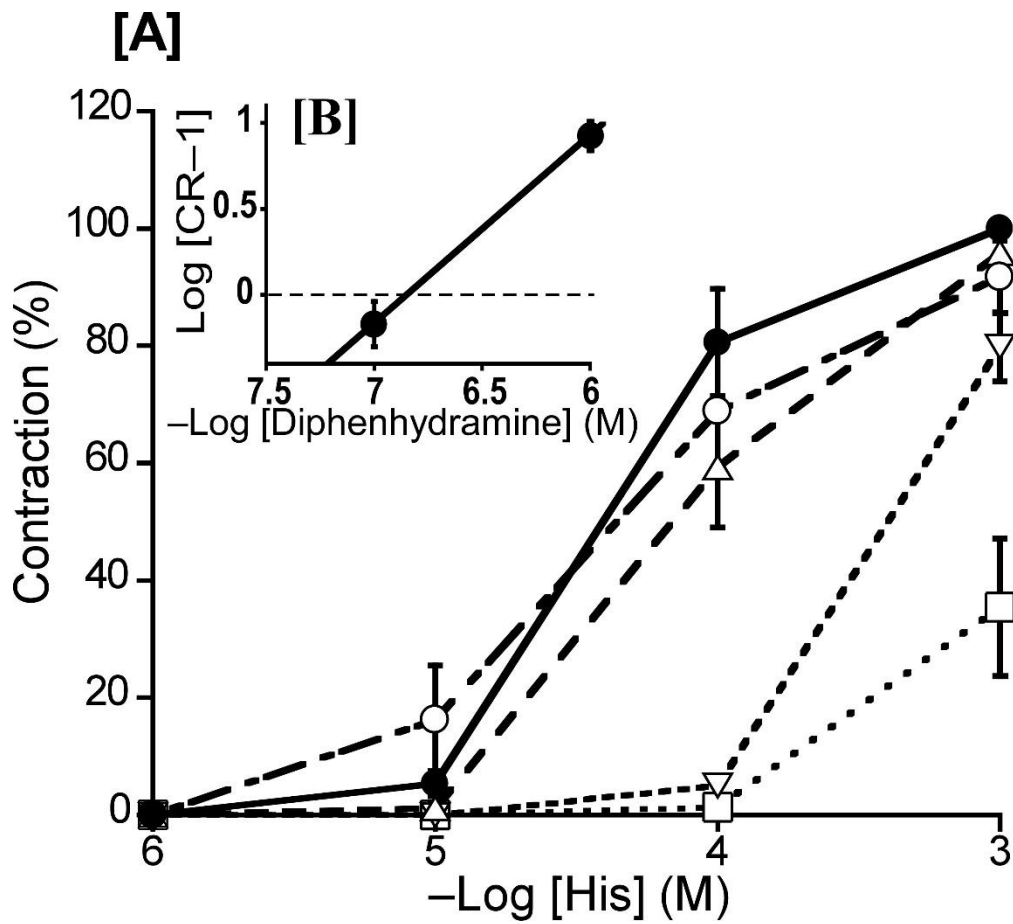 [A]
120
100
80
60
40
20
0
Contraction (%)
6 5 4 3
–Log [His] (M)
[B]
1
0.5
0
Log [CR–1]
7.5 7 6.5 6
–Log [Diphenhydramine] (M)